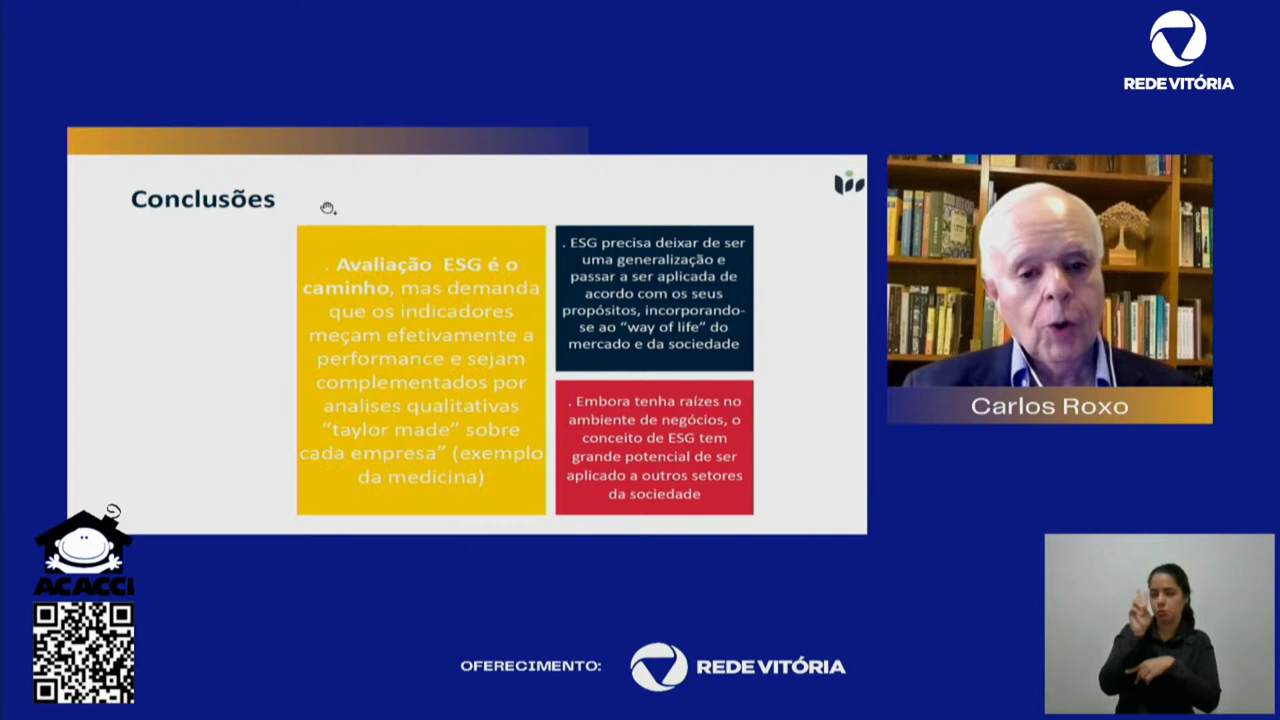 REDE VITÓRIA
Conclusões
. Avaliação ESG é o
caminho, mas demanda
que os indicadores
meçam efetivamente a
performance e sejam
complementados por
analises qualitativas
“taylor made” sobre
cada empresa” (exemplo
da medicina)
. ESG precisa deixar de ser
uma generalização e
passar a ser aplicada de
acordo com os seus
propósitos, incorporando-
se ao “way of life” do
mercado e da sociedade
. Embora tenha raízes no
ambiente de negócios, o
conceito de ESG tem
grande potencial de ser
aplicado a outros setores
da sociedade
Carlos Roxo
ACACCI
OFERECIMENTO:
REDE VITÓRIA